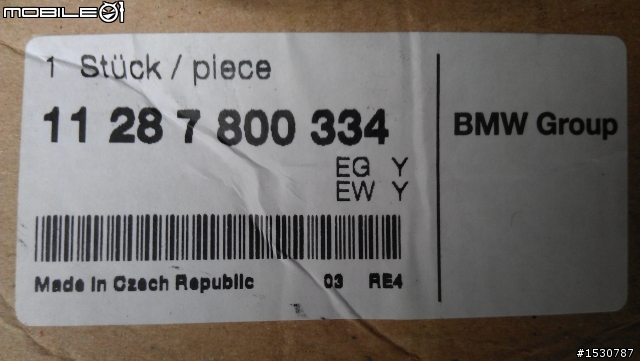 MOBILE01
1 Stück / piece
11 28 7 800 334
BMW Group
EG Y
EW Y
Made in Czech Republic 03 RE4
#1530787